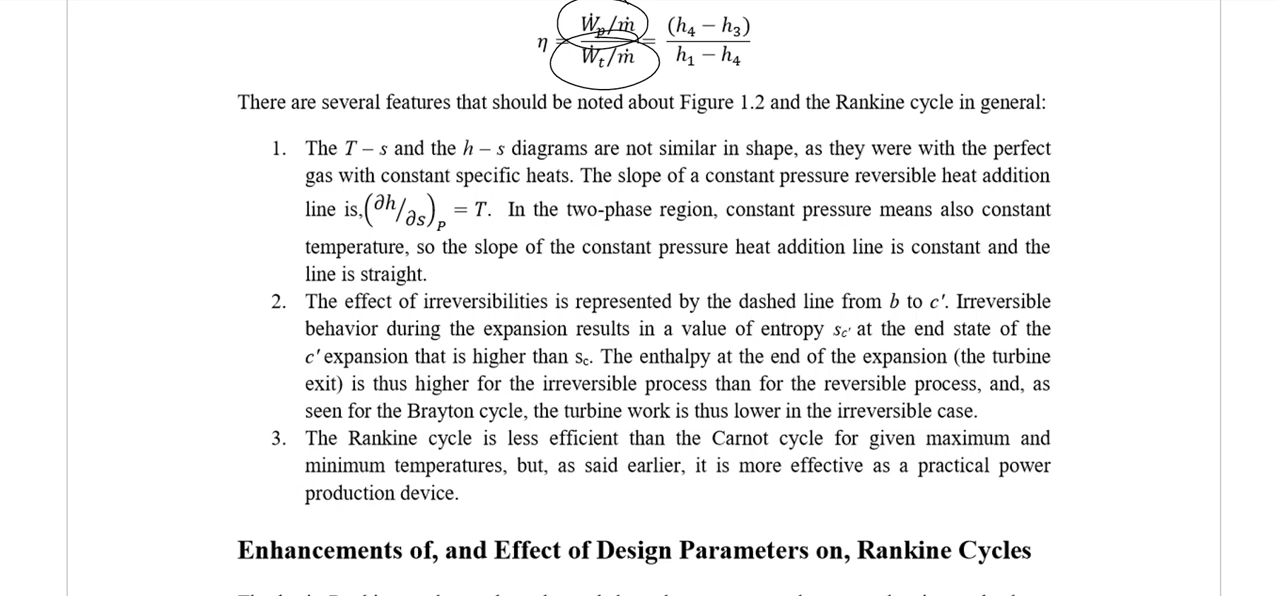 η = Ẇp/ṁ / Ẇt/ṁ = (h4 − h3) / h1 − h4
There are several features that should be noted about Figure 1.2 and the Rankine cycle in general:
1. The T – s and the h – s diagrams are not similar in shape, as they were with the perfect
gas with constant specific heats. The slope of a constant pressure reversible heat addition
line is,(∂h/∂s)p = T. In the two-phase region, constant pressure means also constant
temperature, so the slope of the constant pressure heat addition line is constant and the
line is straight.
2. The effect of irreversibilities is represented by the dashed line from b to c'. Irreversible
behavior during the expansion results in a value of entropy sc' at the end state of the
c' expansion that is higher than sc. The enthalpy at the end of the expansion (the turbine
exit) is thus higher for the irreversible process than for the reversible process, and, as
seen for the Brayton cycle, the turbine work is thus lower in the irreversible case.
3. The Rankine cycle is less efficient than the Carnot cycle for given maximum and
minimum temperatures, but, as said earlier, it is more effective as a practical power
production device.
Enhancements of, and Effect of Design Parameters on, Rankine Cycles